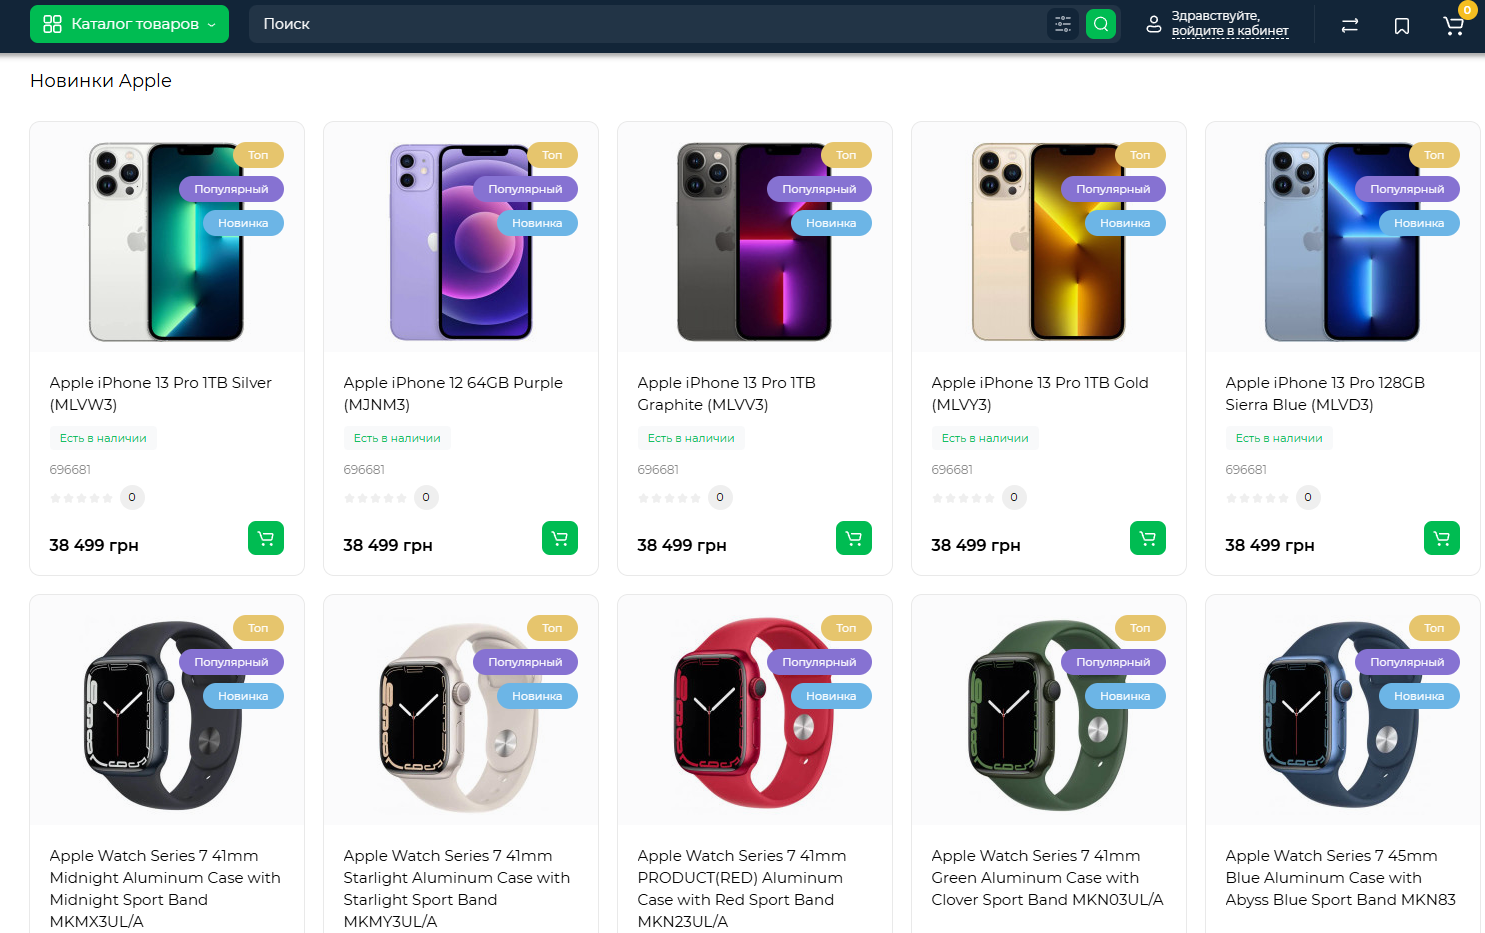 Каталог товаров
Поиск
Здравствуйте,
войдите в кабинет
0
Новинки Apple
Топ
Популярный
Новинка
Apple iPhone 13 Pro 1TB Silver
(MLVW3)
Есть в наличии
696681
0
38 499 грн
Топ
Популярный
Новинка
Apple iPhone 12 64GB Purple
(MJNM3)
Есть в наличии
696681
0
38 499 грн
Топ
Популярный
Новинка
Apple iPhone 13 Pro 1TB
Graphite (MLVV3)
Есть в наличии
696681
0
38 499 грн
Топ
Популярный
Новинка
Apple iPhone 13 Pro 1TB Gold
(MLVY3)
Есть в наличии
696681
0
38 499 грн
Топ
Популярный
Новинка
Apple iPhone 13 Pro 128GB
Sierra Blue (MLVD3)
Есть в наличии
696681
0
38 499 грн
Топ
Популярный
Новинка
Apple Watch Series 7 41mm
Midnight Aluminum Case with
Midnight Sport Band
MKMX3UL/A
Топ
Популярный
Новинка
Apple Watch Series 7 41mm
Starlight Aluminum Case with
Starlight Sport Band
MKMY3UL/A
Топ
Популярный
Новинка
Apple Watch Series 7 41mm
PRODUCT(RED) Aluminum
Case with Red Sport Band
MKN23UL/A
Топ
Популярный
Новинка
Apple Watch Series 7 41mm
Green Aluminum Case with
Clover Sport Band MKN03UL/A
Топ
Популярный
Новинка
Apple Watch Series 7 45mm
Blue Aluminum Case with
Abyss Blue Sport Band MKN83